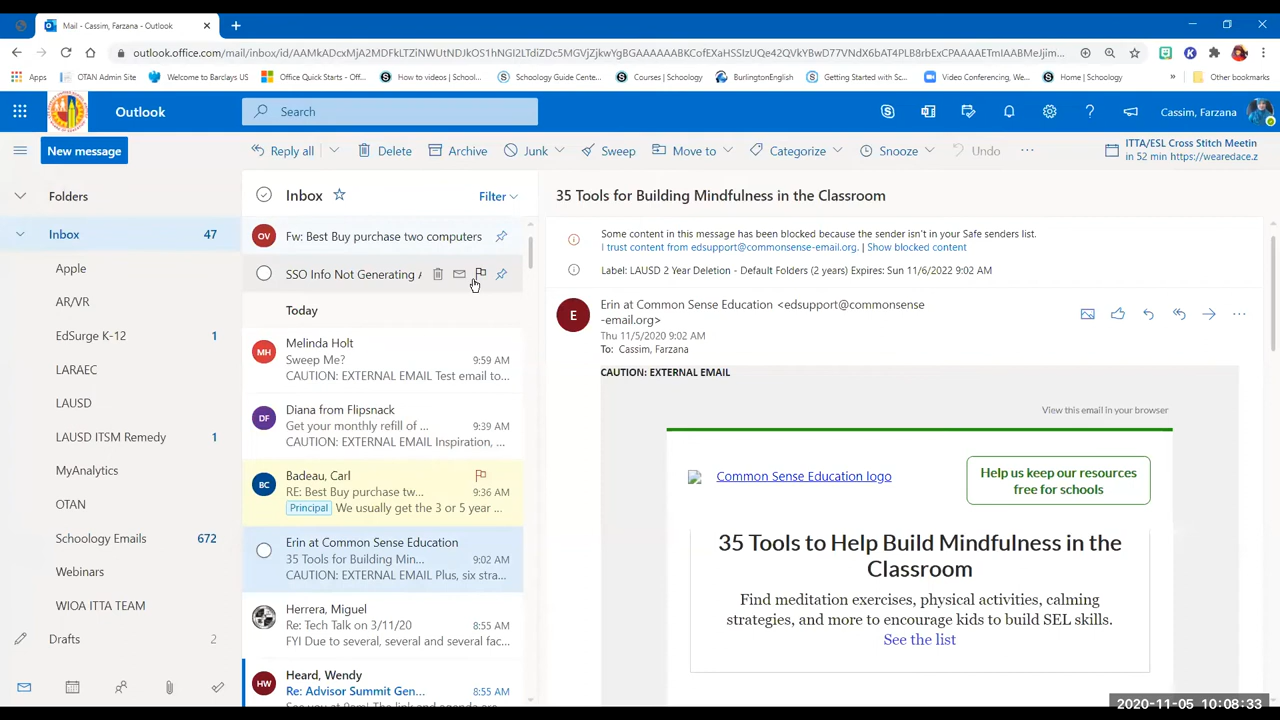 Mail - Cassim, Farzana - Outlook
outlook.office.com/mail/inbox/id/AAMkADcxMjA2MDFkLTZiNWUtNDJkOS1hNGI2LTdiZDc5MGVjZjkwYgBGAAAAAABKCofEXaHSSIzUQe42QVkYBwD77VNdX6bAT4PLB8rbExCPAAAAETmIAABMeJjim...
Apps
OTAN Admin Site
Welcome to Barclays US
Office Quick Starts - Off...
How to videos | School...
Schoology Guide Cente...
Courses | Schoology
BurlingtonEnglish
Getting Started with Sc...
Video Conferencing, We...
Home | Schoology
»
Other bookmarks
Outlook
Search
Cassim, Farzana
New message
Reply all
Delete
Archive
Junk
Sweep
Move to
Categorize
Snooze
Undo
ITTA/ESL Cross Stitch Meetin
in 52 min https://wearedace.z
Folders
Inbox 47
Apple
AR/VR
EdSurge K-12 1
LARAEC
LAUSD
LAUSD ITSM Remedy 1
MyAnalytics
OTAN
Schoology Emails 672
Webinars
WIOA ITTA TEAM
Drafts 2
Inbox
Filter
OV
Fw: Best Buy purchase two computers
SSO Info Not Generating
Today
MH
Melinda Holt
Sweep Me? 9:59 AM
CAUTION: EXTERNAL EMAIL Test email to...
DF
Diana from Flipsnack
Get your monthly refill of ... 9:39 AM
CAUTION: EXTERNAL EMAIL Inspiration, ...
BC
Badeau, Carl
RE: Best Buy purchase tw... 9:36 AM
Principal We usually get the 3 or 5 year ...
Erin at Common Sense Education
35 Tools for Building Min... 9:02 AM
CAUTION: EXTERNAL EMAIL Plus, six stra...
Herrera, Miguel
Re: Tech Talk on 3/11/20 8:55 AM
FYI Due to several, several and several fac...
HW
Heard, Wendy
Re: Advisor Summit Gen... 8:55 AM
35 Tools for Building Mindfulness in the Classroom
Some content in this message has been blocked because the sender isn't in your Safe senders list.
I trust content from edsupport@commonsense-email.org. | Show blocked content
Label: LAUSD 2 Year Deletion - Default Folders (2 years) Expires: Sun 11/6/2022 9:02 AM
E
Erin at Common Sense Education <edsupport@commonsense
-email.org>
Thu 11/5/2020 9:02 AM
To: Cassim, Farzana
CAUTION: EXTERNAL EMAIL
View this email in your browser
Common Sense Education logo
Help us keep our resources
free for schools
35 Tools to Help Build Mindfulness in the
Classroom
Find meditation exercises, physical activities, calming
strategies, and more to encourage kids to build SEL skills.
See the list
2020-11-05 10:08:33